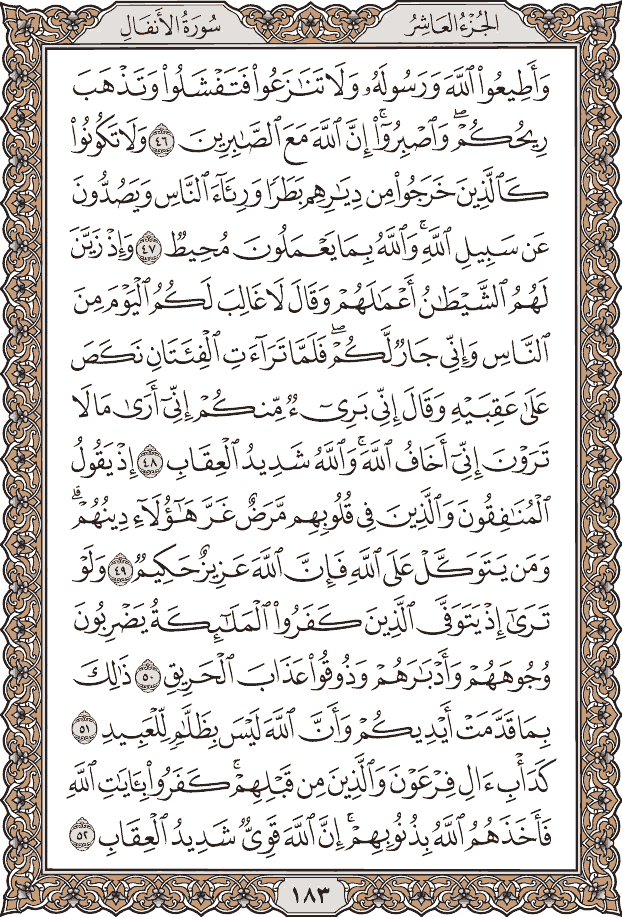 الجُزْءُ العَاشِرُ
سُورَةُ الأَنفَالِ
وَأَطِيعُوا۟ ٱللَّهَ وَرَسُولَهُۥ وَلَا تَنَٰزَعُوا۟ فَتَفْشَلُوا۟ وَتَذْهَبَ
رِيحُكُمْ ۖ وَٱصْبِرُوٓا۟ ۚ إِنَّ ٱللَّهَ مَعَ ٱلصَّٰبِرِينَ ٤٦ وَلَا تَكُونُوا۟
كَٱلَّذِينَ خَرَجُوا۟ مِن دِيَٰرِهِم بَطَرًا وَرِئَآءَ ٱلنَّاسِ وَيَصُدُّونَ
عَن سَبِيلِ ٱللَّهِ ۚ وَٱللَّهُ بِمَا يَعْمَلُونَ مُحِيطٌ ٤٧ وَإِذْ زَيَّنَ
لَهُمُ ٱلشَّيْطَٰنُ أَعْمَٰلَهُمْ وَقَالَ لَا غَالِبَ لَكُمُ ٱلْيَوْمَ مِنَ
ٱلنَّاسِ وَإِنِّى جَارٌ لَّكُمْ ۖ فَلَمَّا تَرَآءَتِ ٱلْفِئَتَانِ نَكَصَ
عَلَىٰ عَقِبَيْهِ وَقَالَ إِنِّى بَرِىٓءٌ مِّنكُمْ إِنِّىٓ أَرَىٰ مَا لَا
تَرَوْنَ إِنِّىٓ أَخَافُ ٱللَّهَ ۚ وَٱللَّهُ شَدِيدُ ٱلْعِقَابِ ٤٨ إِذْ يَقُولُ
ٱلْمُنَٰفِقُونَ وَٱلَّذِينَ فِى قُلُوبِهِم مَّرَضٌ غَرَّ هَٰٓؤُلَآءِ دِينُهُمْ ۗ
وَمَن يَتَوَكَّلْ عَلَى ٱللَّهِ فَإِنَّ ٱللَّهَ عَزِيزٌ حَكِيمٌ ٤٩ وَلَوْ
تَرَىٰٓ إِذْ يَتَوَفَّى ٱلَّذِينَ كَفَرُوا۟ ٱلْمَلَٰٓئِكَةُ يَضْرِبُونَ
وُجُوهَهُمْ وَأَدْبَٰرَهُمْ وَذُوقُوا۟ عَذَابَ ٱلْحَرِيقِ ٥٠ ذَٰلِكَ
بِمَا قَدَّمَتْ أَيْدِيكُمْ وَأَنَّ ٱللَّهَ لَيْسَ بِظَلَّٰمٍ لِّلْعَبِيدِ ٥١
كَدَأْبِ ءَالِ فِرْعَوْنَ وَٱلَّذِينَ مِن قَبْلِهِمْ ۚ كَفَرُوا۟ بِـَٔايَٰتِ ٱللَّهِ
فَأَخَذَهُمُ ٱللَّهُ بِذُنُوبِهِمْ ۗ إِنَّ ٱللَّهَ قَوِىٌّ شَدِيدُ ٱلْعِقَابِ ٥٢
١٨٣